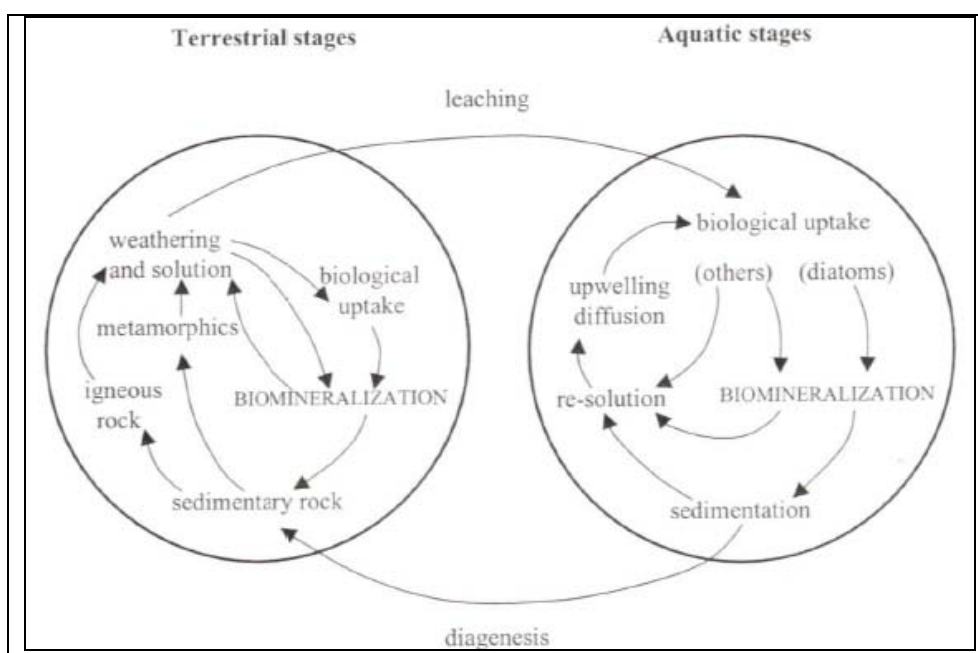 Terrestrial stages
Aquatic stages
leaching
weathering
and solution
biological
uptake
metamorphics
igneous
rock
BIOMINERALIZATION
sedimentary rock
biological uptake
(others)
(diatoms)
upwelling
diffusion
re-solution
BIOMINERALIZATION
sedimentation
diagenesis